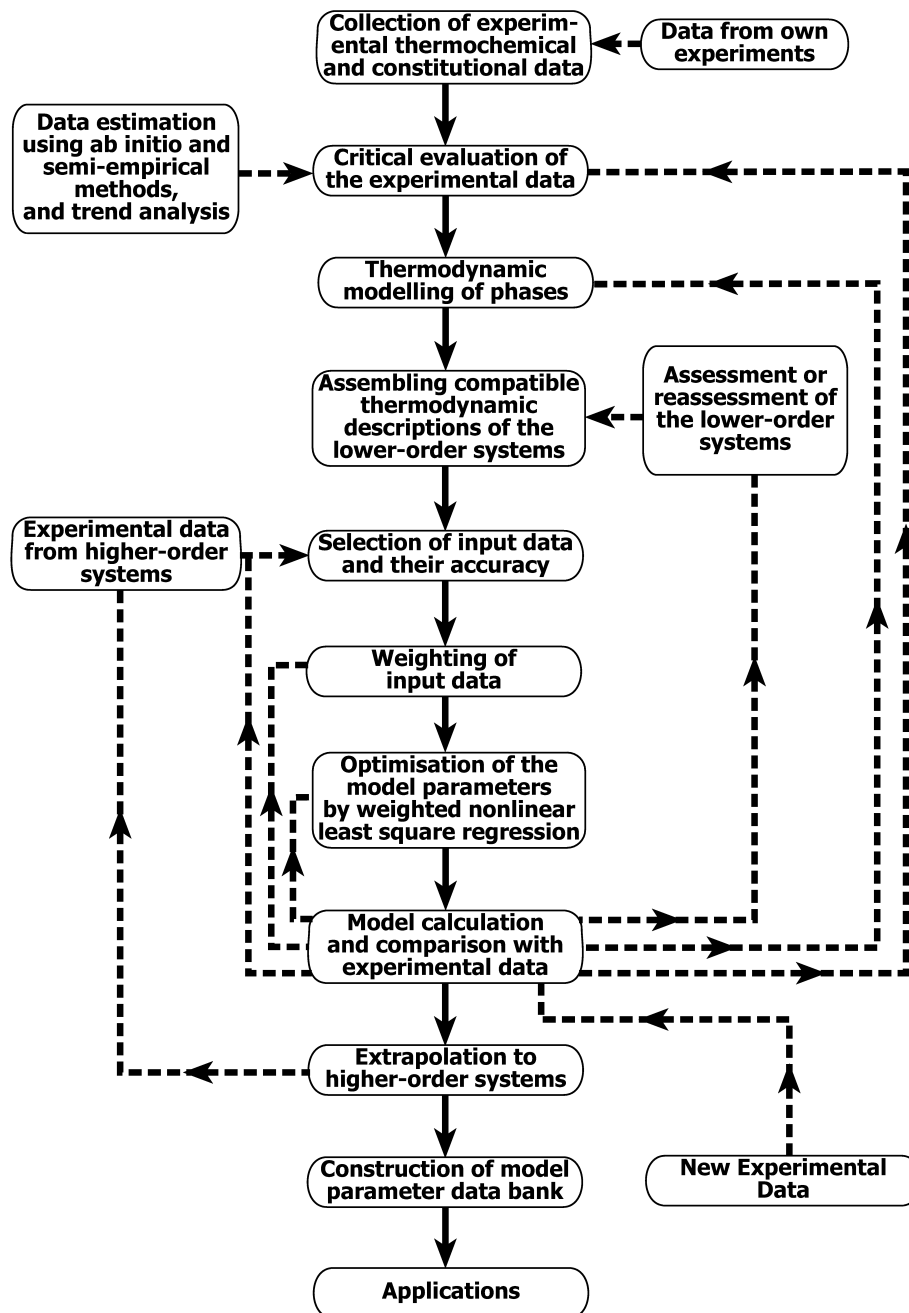 Collection of experim-
ental thermochemical
and constitutional data
Data from own
experiments
Data estimation
using ab initio and
semi-empirical
methods,
and trend analysis
Critical evaluation of
the experimental data
Thermodynamic
modelling of phases
Assembling compatible
thermodynamic
descriptions of the
lower-order systems
Assessment or
reassessment of
the lower-order
systems
Experimental data
from higher-order
systems
Selection of input data
and their accuracy
Weighting of
input data
Optimisation of the
model parameters
by weighted nonlinear
least square regression
Model calculation
and comparison with
experimental data
Extrapolation to
higher-order systems
Construction of model
parameter data bank
New Experimental
Data
Applications